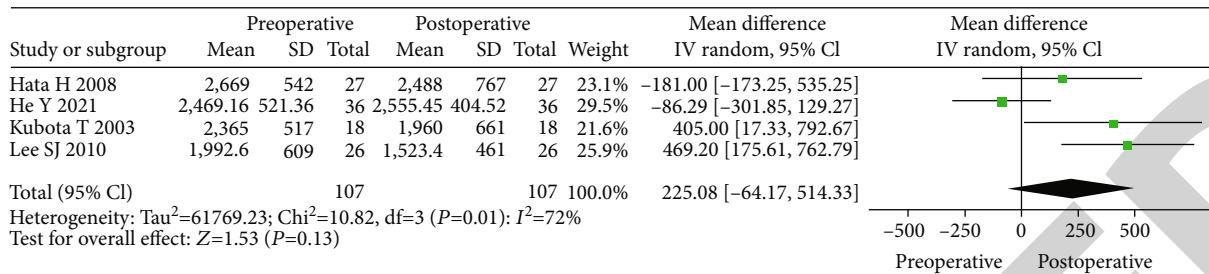 Preoperative Postoperative Mean difference Mean difference
Study or subgroup Mean SD Total Mean SD Total Weight IV random, 95% Cl IV random, 95% Cl
Hata H 2008 2,669 542 27 2,488 767 27 23.1% −181.00 [−173.25, 535.25]
He Y 2021 2,469.16 521.36 36 2,555.45 404.52 36 29.5% −86.29 [−301.85, 129.27]
Kubota T 2003 2,365 517 18 1,960 661 18 21.6% 405.00 [17.33, 792.67]
Lee SJ 2010 1,992.6 609 26 1,523.4 461 26 25.9% 469.20 [175.61, 762.79]
Total (95% Cl) 107 107 100.0% 225.08 [−64.17, 514.33]
Heterogeneity: Tau²=61769.23; Chi²=10.82, df=3 (P=0.01): I²=72%
Test for overall effect: Z=1.53 (P=0.13)
−500 −250 0 250 500
Preoperative Postoperative